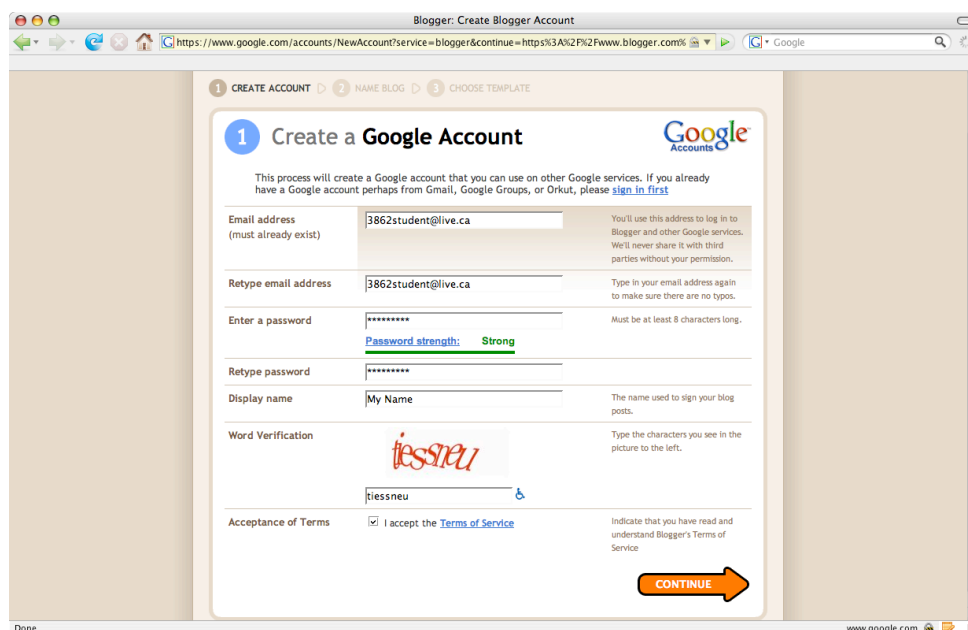 Blogger: Create Blogger Account
https://www.google.com/accounts/NewAccount?service=blogger&continue=https%3A%2F%2Fwww.blogger.com%
G Google
1 CREATE ACCOUNT 2 NAME BLOG 3 CHOOSE TEMPLATE
1 Create a Google Account
Google
Accounts
This process will create a Google account that you can use on other Google services. If you already
have a Google account perhaps from Gmail, Google Groups, or Orkut, please sign in first
Email address
(must already exist)
3862student@live.ca
You'll use this address to log in to
Blogger and other Google services.
We'll never share it with third
parties without your permission.
Retype email address
3862student@live.ca
Type in your email address again
to make sure there are no typos.
Enter a password
*********
Must be at least 8 characters long.
Password strength: Strong
Retype password
*********
Display name
My Name
The name used to sign your blog
posts.
Word Verification
tiessneu
Type the characters you see in the
picture to the left.
tiessneu
Acceptance of Terms
I accept the Terms of Service
Indicate that you have read and
understand Blogger's Terms of
Service
CONTINUE
Done
www.google.com